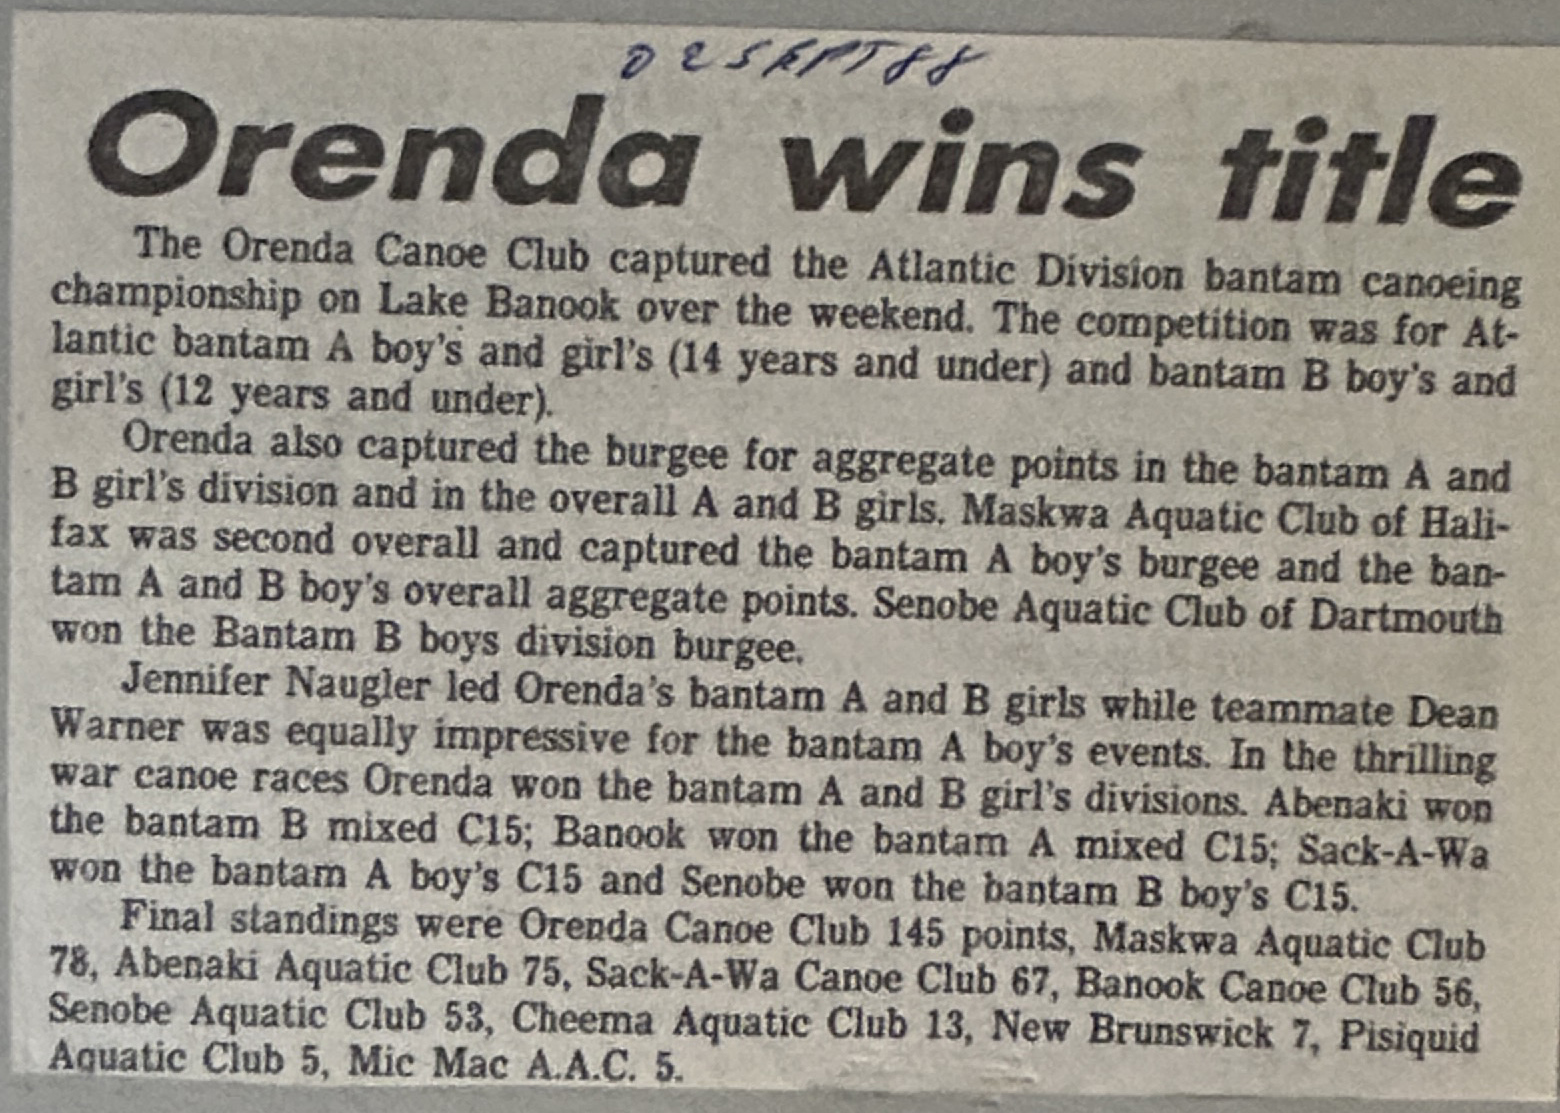 02SEPT88
Orenda wins title
The Orenda Canoe Club captured the Atlantic Division bantam canoeing
championship on Lake Banook over the weekend. The competition was for At-
lantic bantam A boy's and girl's (14 years and under) and bantam B boy's and
girl's (12 years and under).
Orenda also captured the burgee for aggregate points in the bantam A and
B girl's division and in the overall A and B girls. Maskwa Aquatic Club of Hali-
fax was second overall and captured the bantam A boy's burgee and the ban-
tam A and B boy's overall aggregate points. Senobe Aquatic Club of Dartmouth
won the Bantam B boys division burgee.
Jennifer Naugler led Orenda's bantam A and B girls while teammate Dean
Warner was equally impressive for the bantam A boy's events. In the thrilling
war canoe races Orenda won the bantam A and B girl's divisions. Abenaki won
the bantam B mixed C15; Banook won the bantam A mixed C15; Sack-A-Wa
won the bantam A boy's C15 and Senobe won the bantam B boy's C15.
Final standings were Orenda Canoe Club 145 points, Maskwa Aquatic Club
78, Abenaki Aquatic Club 75, Sack-A-Wa Canoe Club 67, Banook Canoe Club 56,
Senobe Aquatic Club 53, Cheema Aquatic Club 13, New Brunswick 7, Pisiquid
Aquatic Club 5, Mic Mac A.A.C. 5.